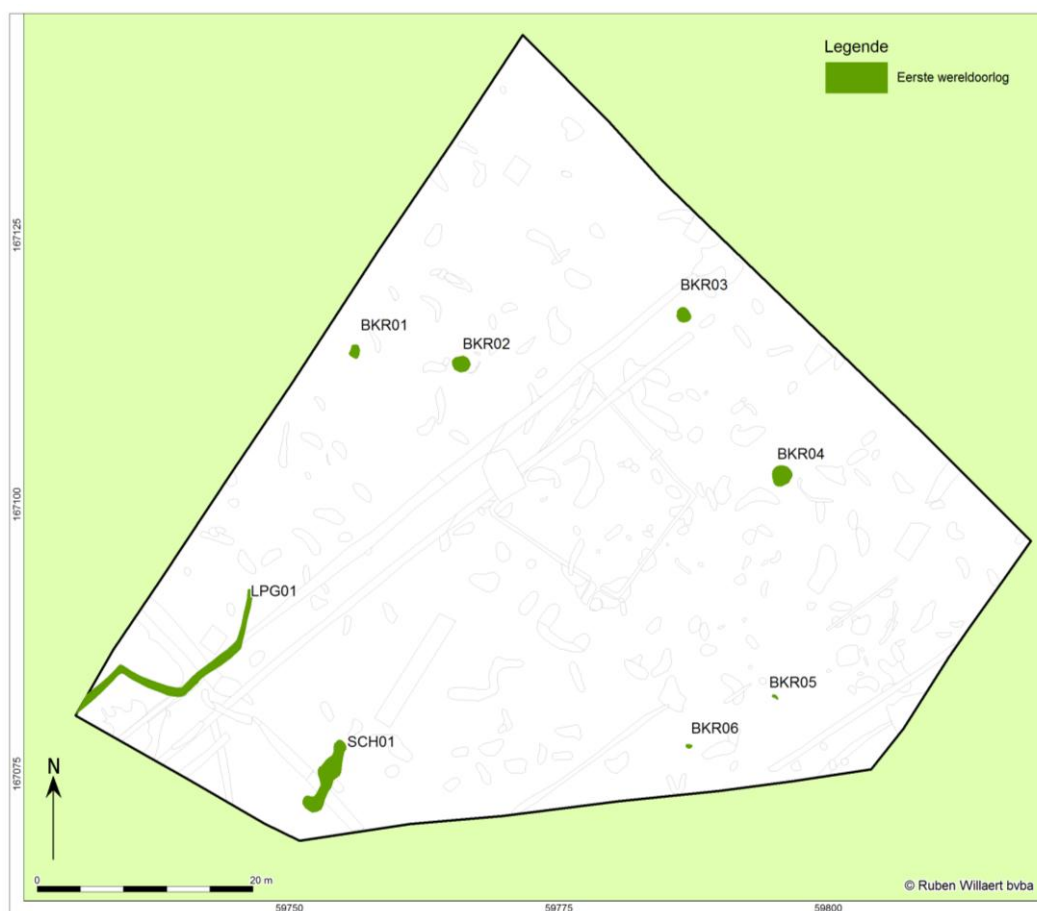 Legende
Eerste wereldoorlog
167125
BKR03
BKR01
BKR02
BKR04
167100
LPG01
BKR05
BKR06
SCH01
167075
N
0
20 m
© Ruben Willaert bvba
59750
59775
59800